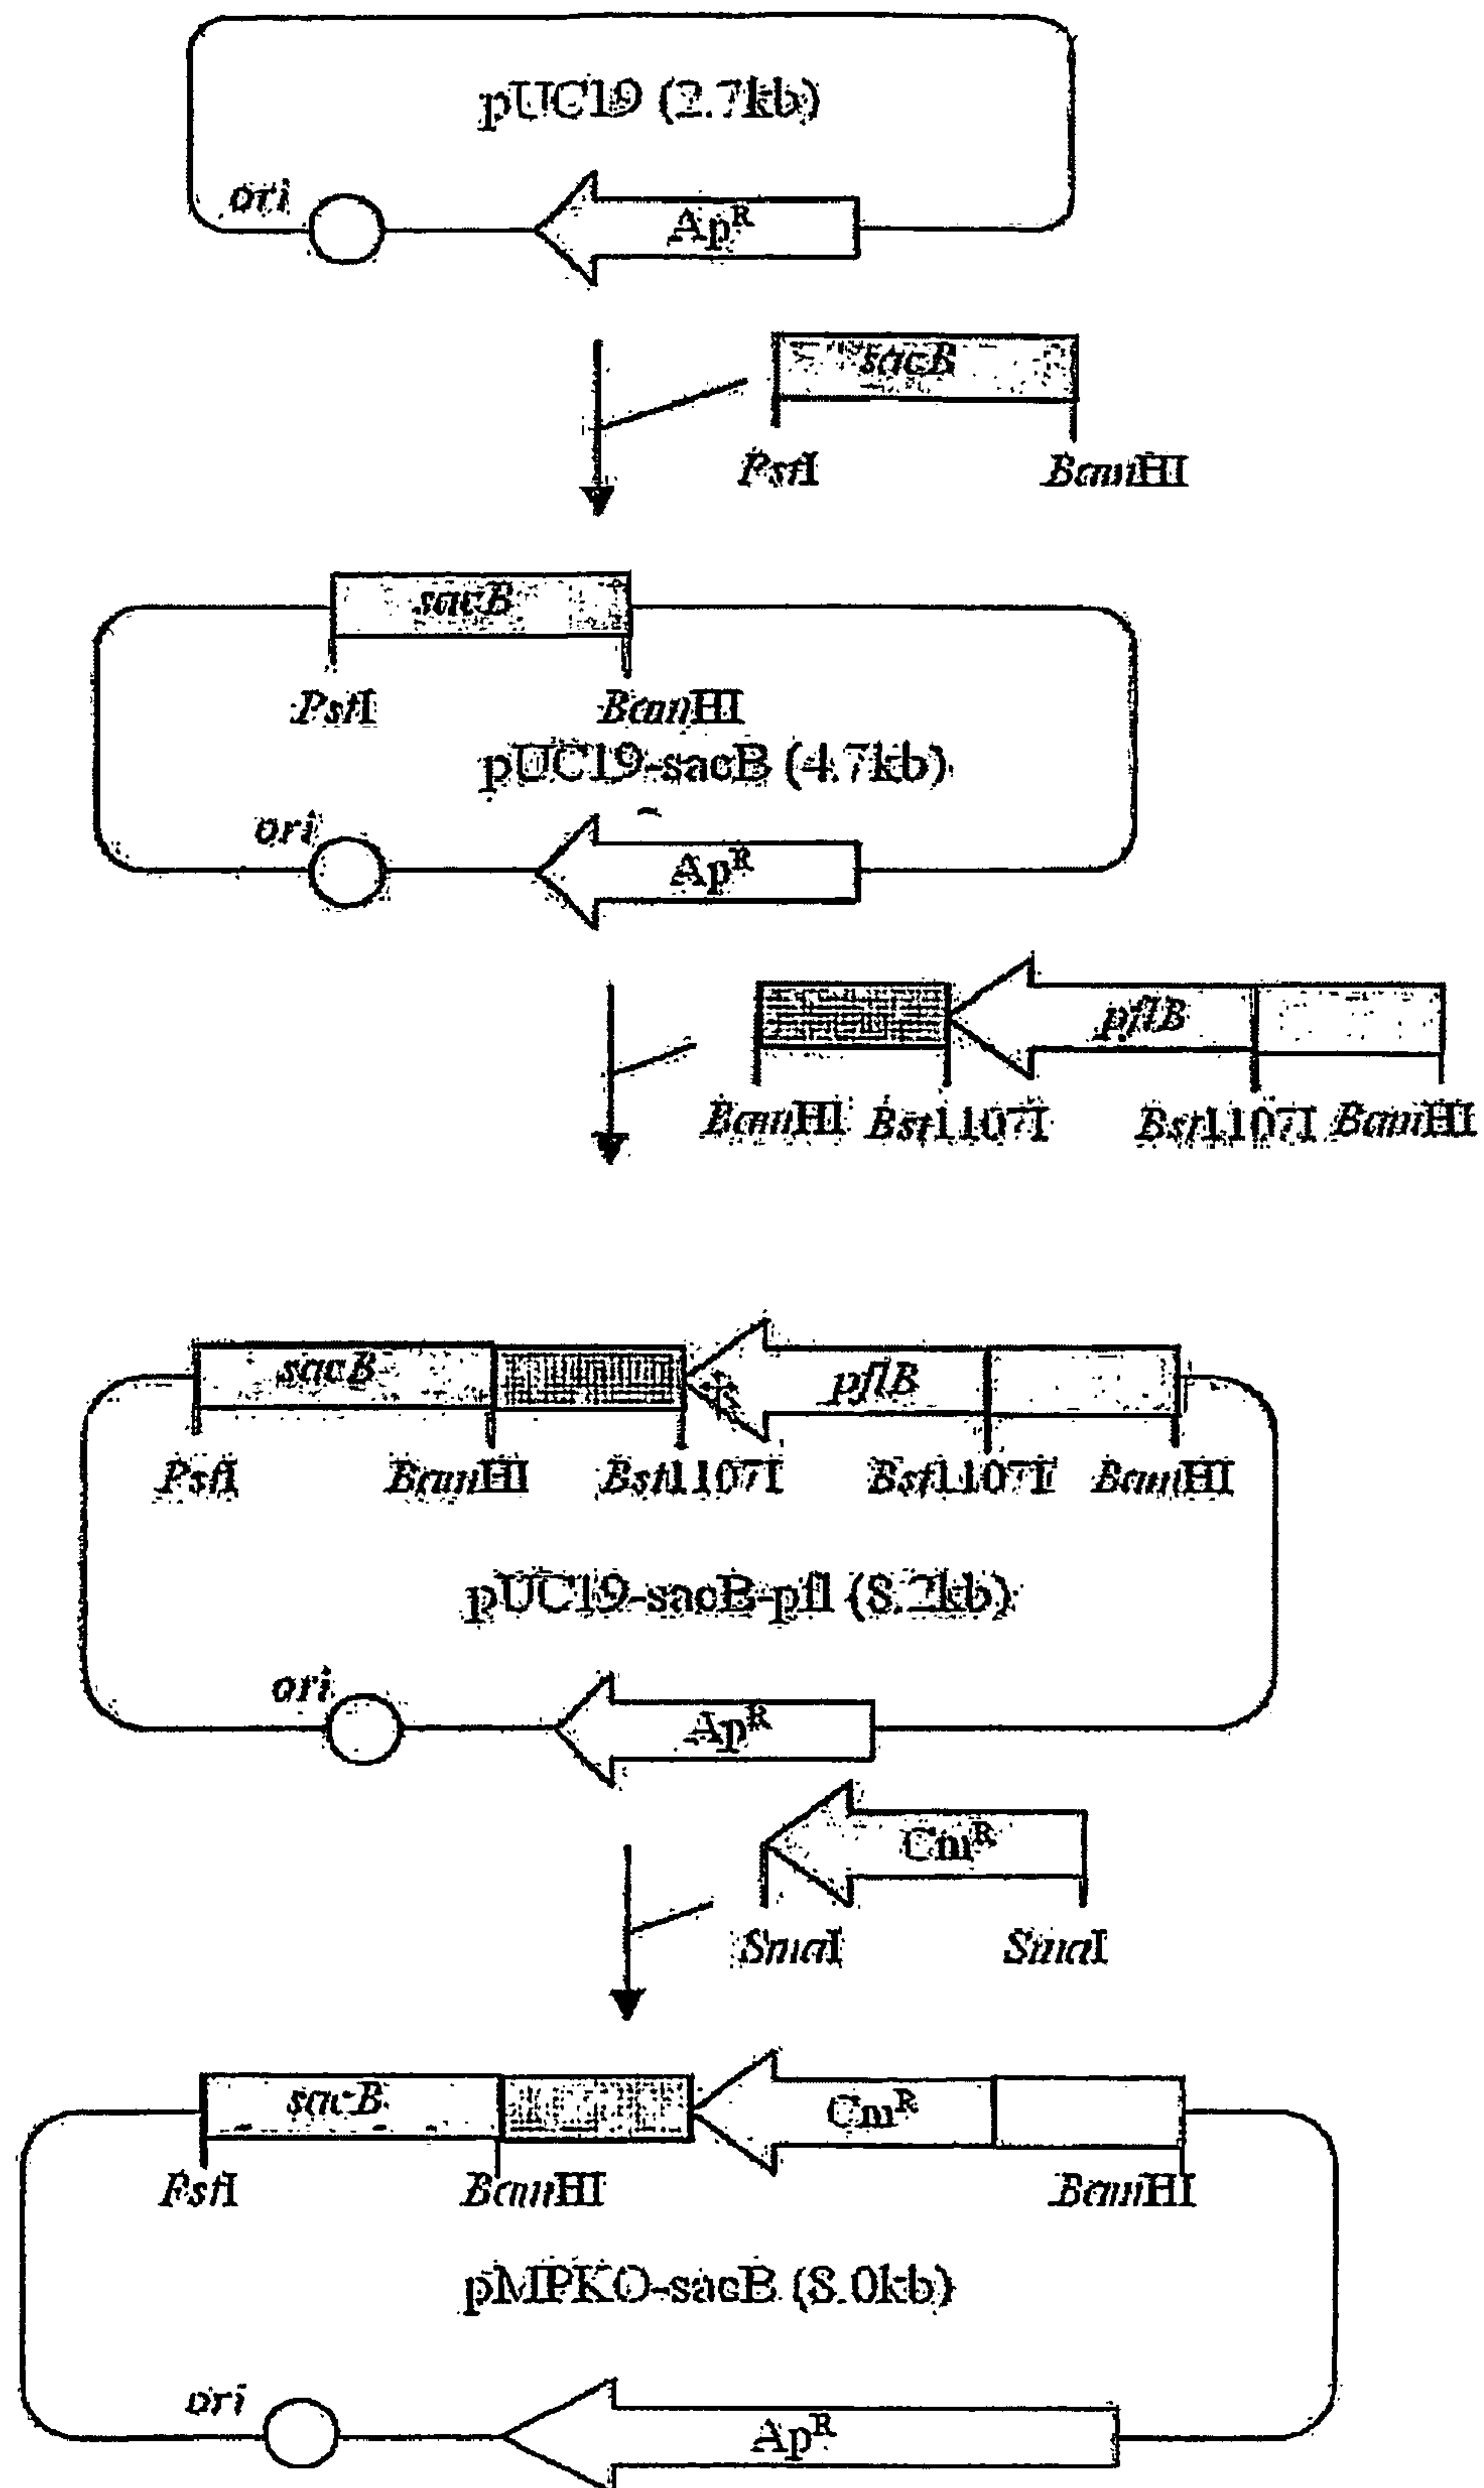 pUC19 (2.7kb)
ori
Ap^R
sacB
PstI BamHI
sacB
PstI BamHI
pUC19-sacB (4.7kb)
ori
Ap^R
pflB
BamHI Bst1107I Bst1107I BamHI
sacB pflB
PstI BamHI Bst1107I Bst1107I BamHI
pUC19-sacB-pfl (8.2kb)
ori
Ap^R
Cm^R
SmaI SmaI
sacB Cm^R
PstI BamHI BamHI
pMPKO-sacB (8.0kb)
ori
Ap^R